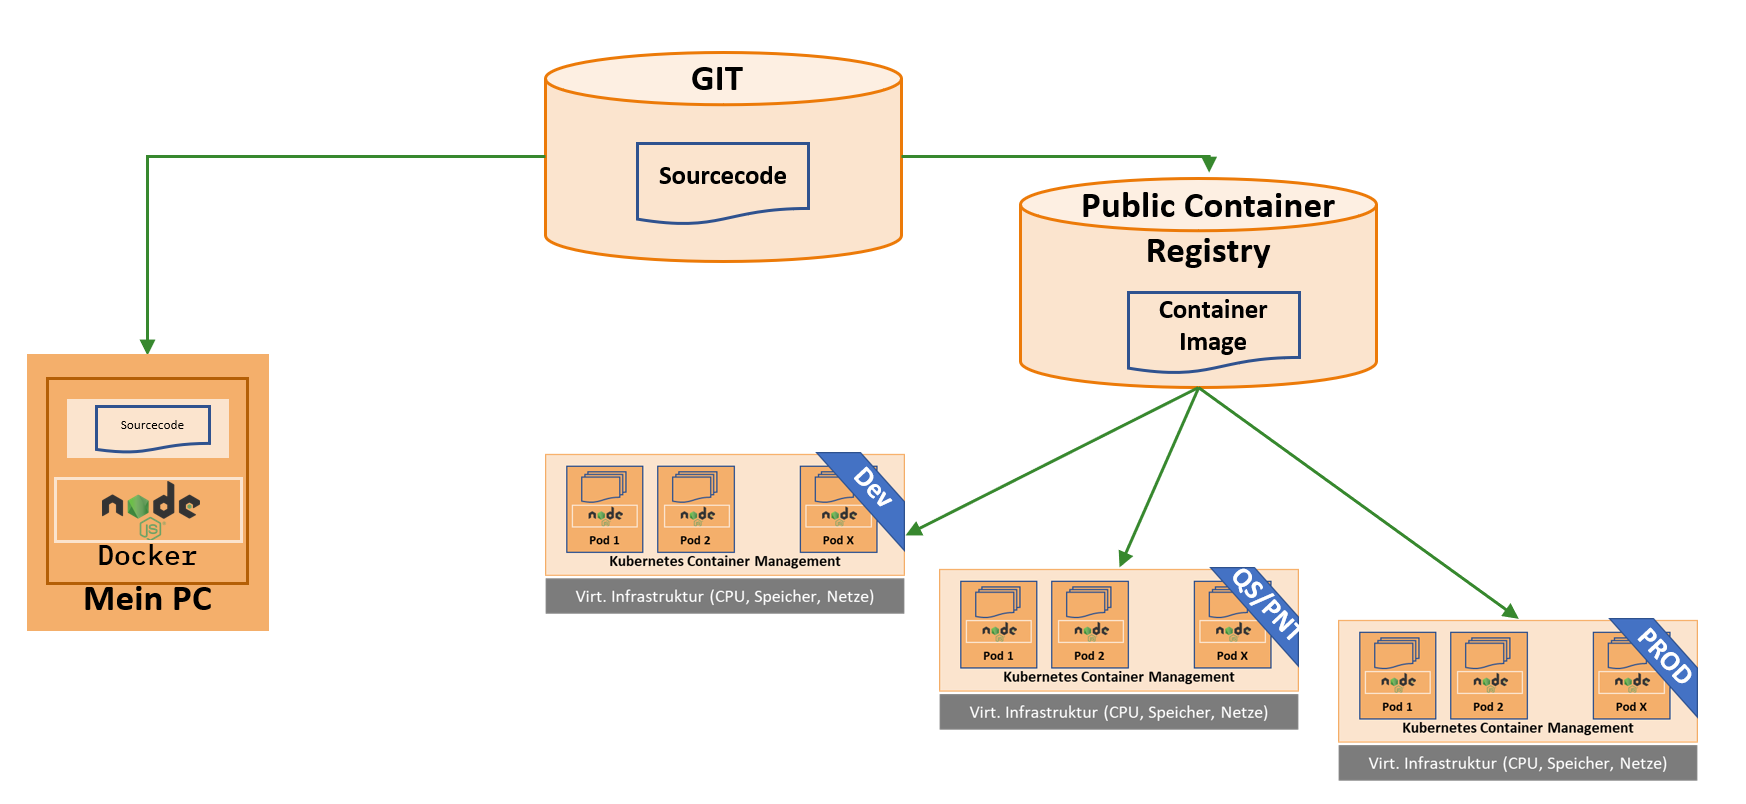 GIT
Sourcecode
Public Container
Registry
Container
Image
Sourcecode
node
JS
Docker
Mein PC
Dev
node
Pod 1
node
Pod 2
node
Pod X
Kubernetes Container Management
Virt. Infrastruktur (CPU, Speicher, Netze)
QS/PNT
node
Pod 1
node
Pod 2
node
Pod X
Kubernetes Container Management
Virt. Infrastruktur (CPU, Speicher, Netze)
PROD
node
Pod 1
node
Pod 2
node
Pod X
Kubernetes Container Management
Virt. Infrastruktur (CPU, Speicher, Netze)